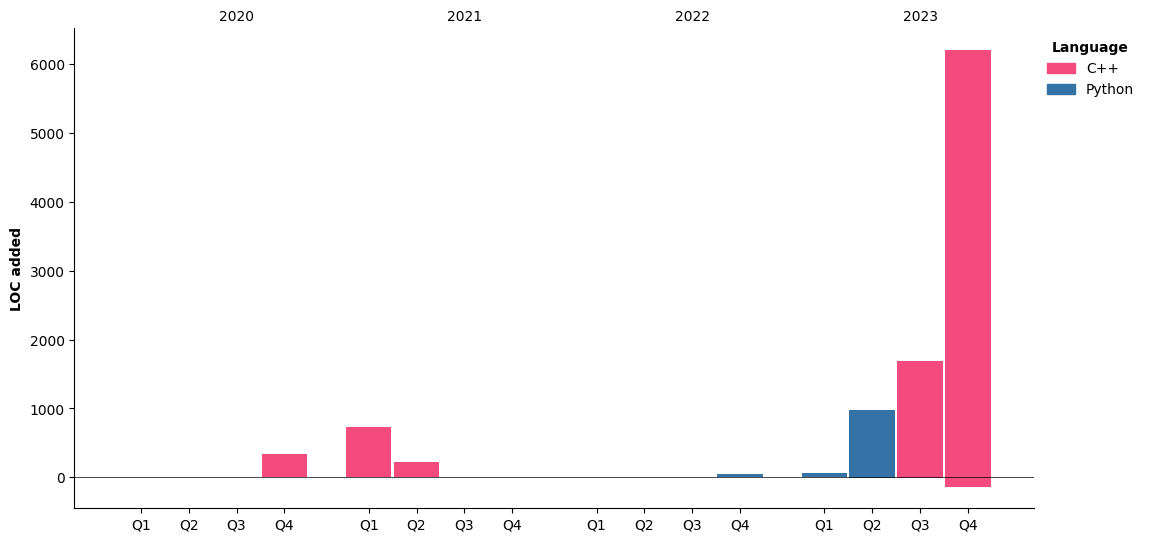 2020 2021 2022 2023
Language
C++
Python
LOC added
6000
5000
4000
3000
2000
1000
0
Q1 Q2 Q3 Q4 Q1 Q2 Q3 Q4 Q1 Q2 Q3 Q4 Q1 Q2 Q3 Q4